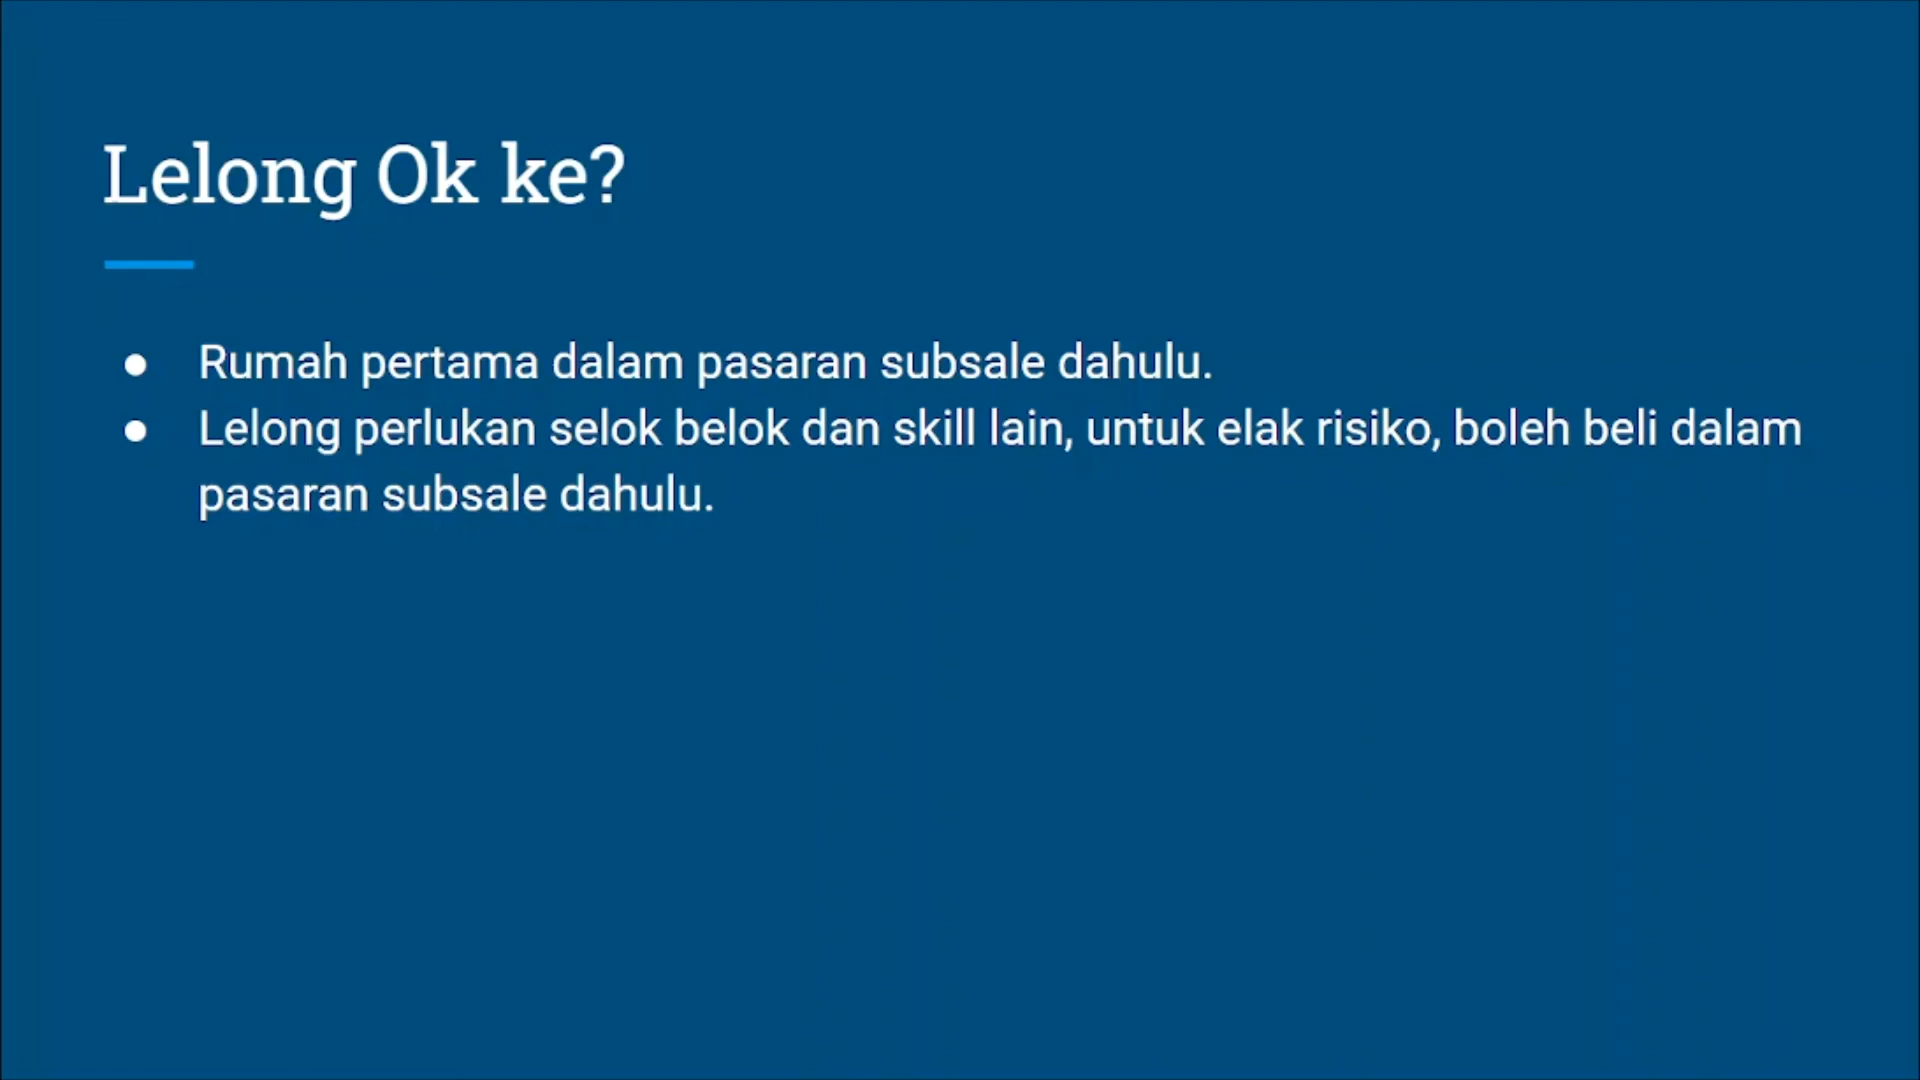 Lelong Ok ke?
● Rumah pertama dalam pasaran subsale dahulu.
● Lelong perlukan selok belok dan skill lain, untuk elak risiko, boleh beli dalam
pasaran subsale dahulu.